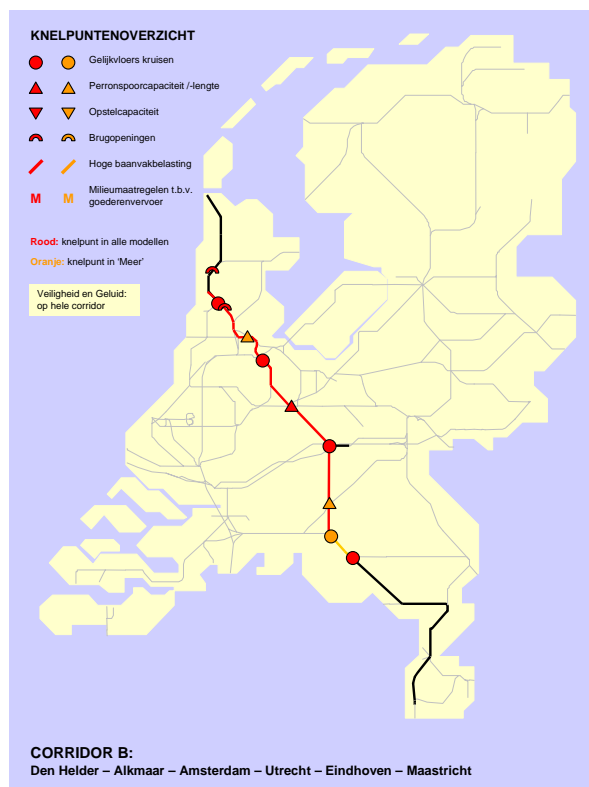 KNELPUNTENOVERZICHT
Gelijkvloers kruisen
Perronspoorcapaciteit /-lengte
Opstelcapaciteit
Brugopeningen
Hoge baanvakbelasting
M M Milieumaatregelen t.b.v.
goederenvervoer
Rood: knelpunt in alle modellen
Oranje: knelpunt in 'Meer'
Veiligheid en Geluid:
op hele corridor
CORRIDOR B:
Den Helder – Alkmaar – Amsterdam – Utrecht – Eindhoven – Maastricht